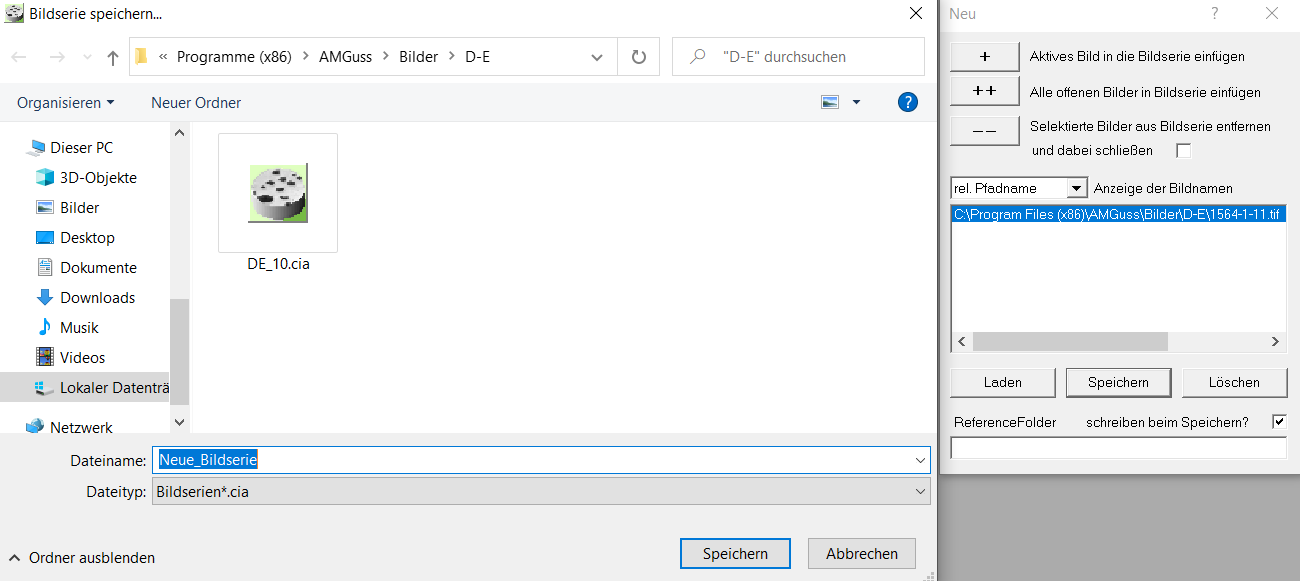 Bildserie speichern...
« Programme (x86) > AMGuss > Bilder > D-E
"D-E" durchsuchen
Organisieren
Neuer Ordner
?
Dieser PC
3D-Objekte
Bilder
Desktop
Dokumente
Downloads
Musik
Videos
Lokaler Datenträ
Netzwerk
DE_10.cia
Dateiname: Neue_Bildserie
Dateityp: Bildserien*.cia
Ordner ausblenden
Speichern
Abbrechen
Neu ?
+ Aktives Bild in die Bildserie einfügen
++ Alle offenen Bilder in Bildserie einfügen
-- Selektierte Bilder aus Bildserie entfernen
und dabei schließen
rel. Pfadname Anzeige der Bildnamen
C:\Program Files (x86)\AMGuss\Bilder\D-E\1564-1-11.tif
Laden Speichern Löschen
ReferenceFolder schreiben beim Speichern?